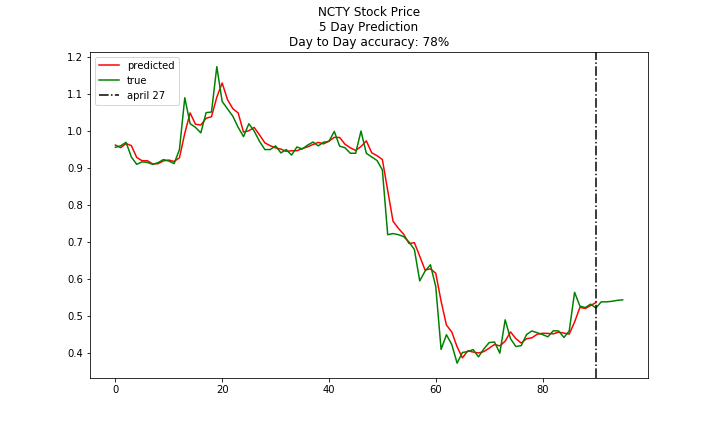 NCTY Stock Price
5 Day Prediction
Day to Day accuracy: 78%
predicted
true
april 27
1.2
1.1
1.0
0.9
0.8
0.7
0.6
0.5
0.4
0 20 40 60 80